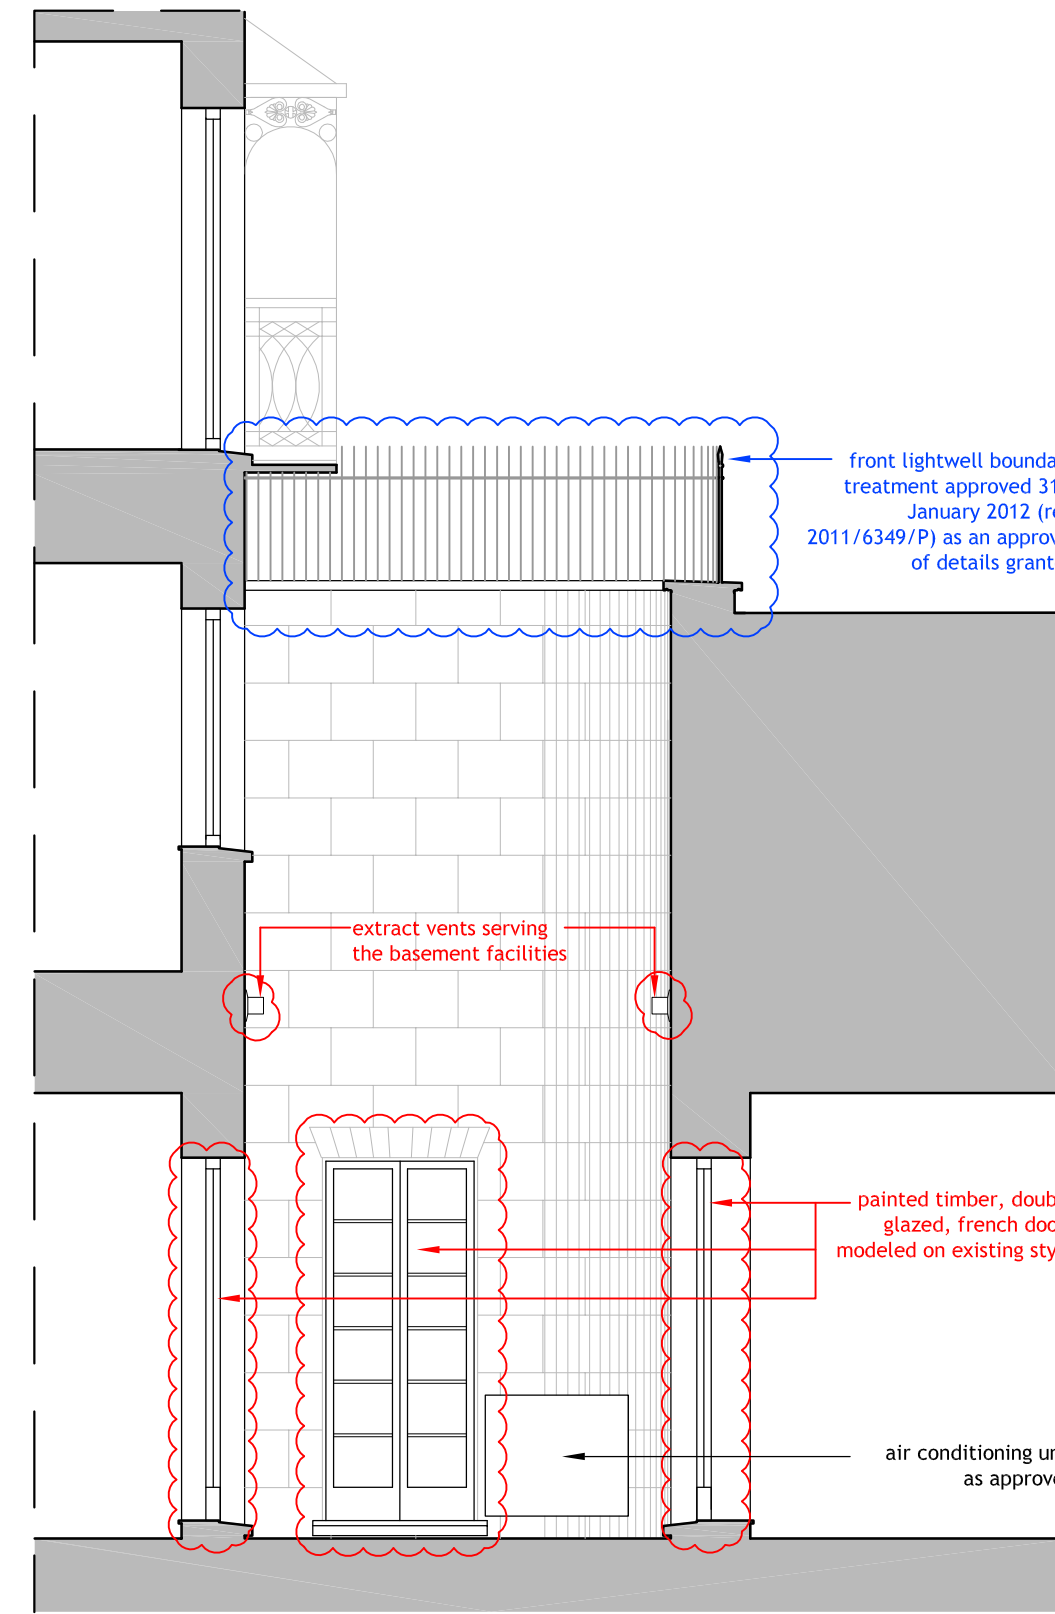 front lightwell bounda
treatment approved 31
January 2012 (re
2011/6349/P) as an approv
of details grant
extract vents serving
the basement facilities
painted timber, doub
glazed, french doo
modeled on existing sty
air conditioning un
as approve